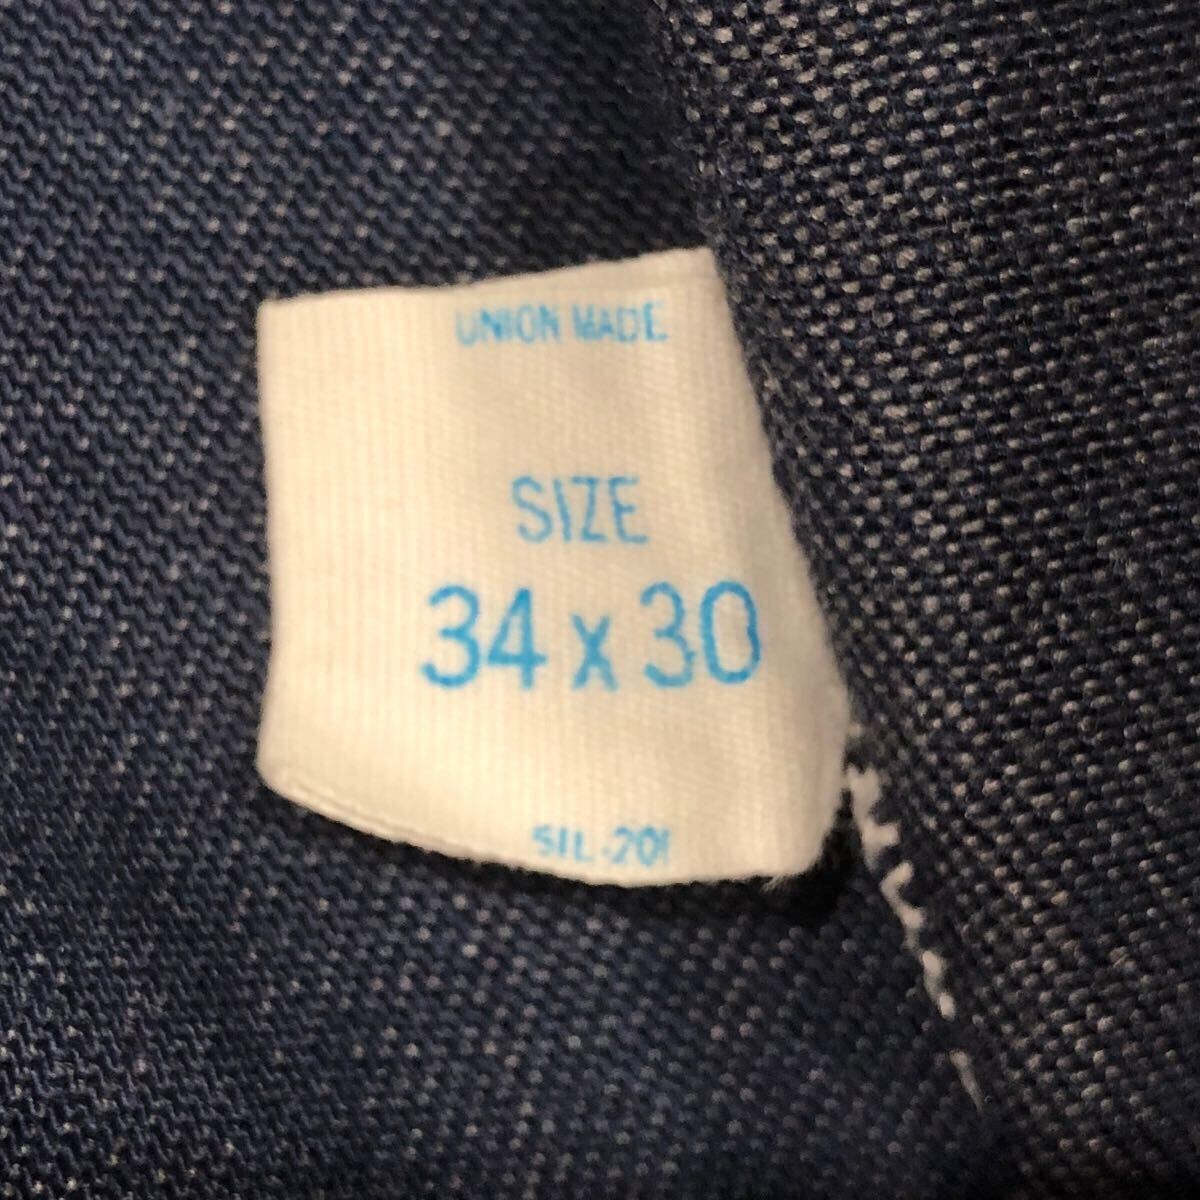 UNION MADE
SIZE
34 x 30
SIL-201